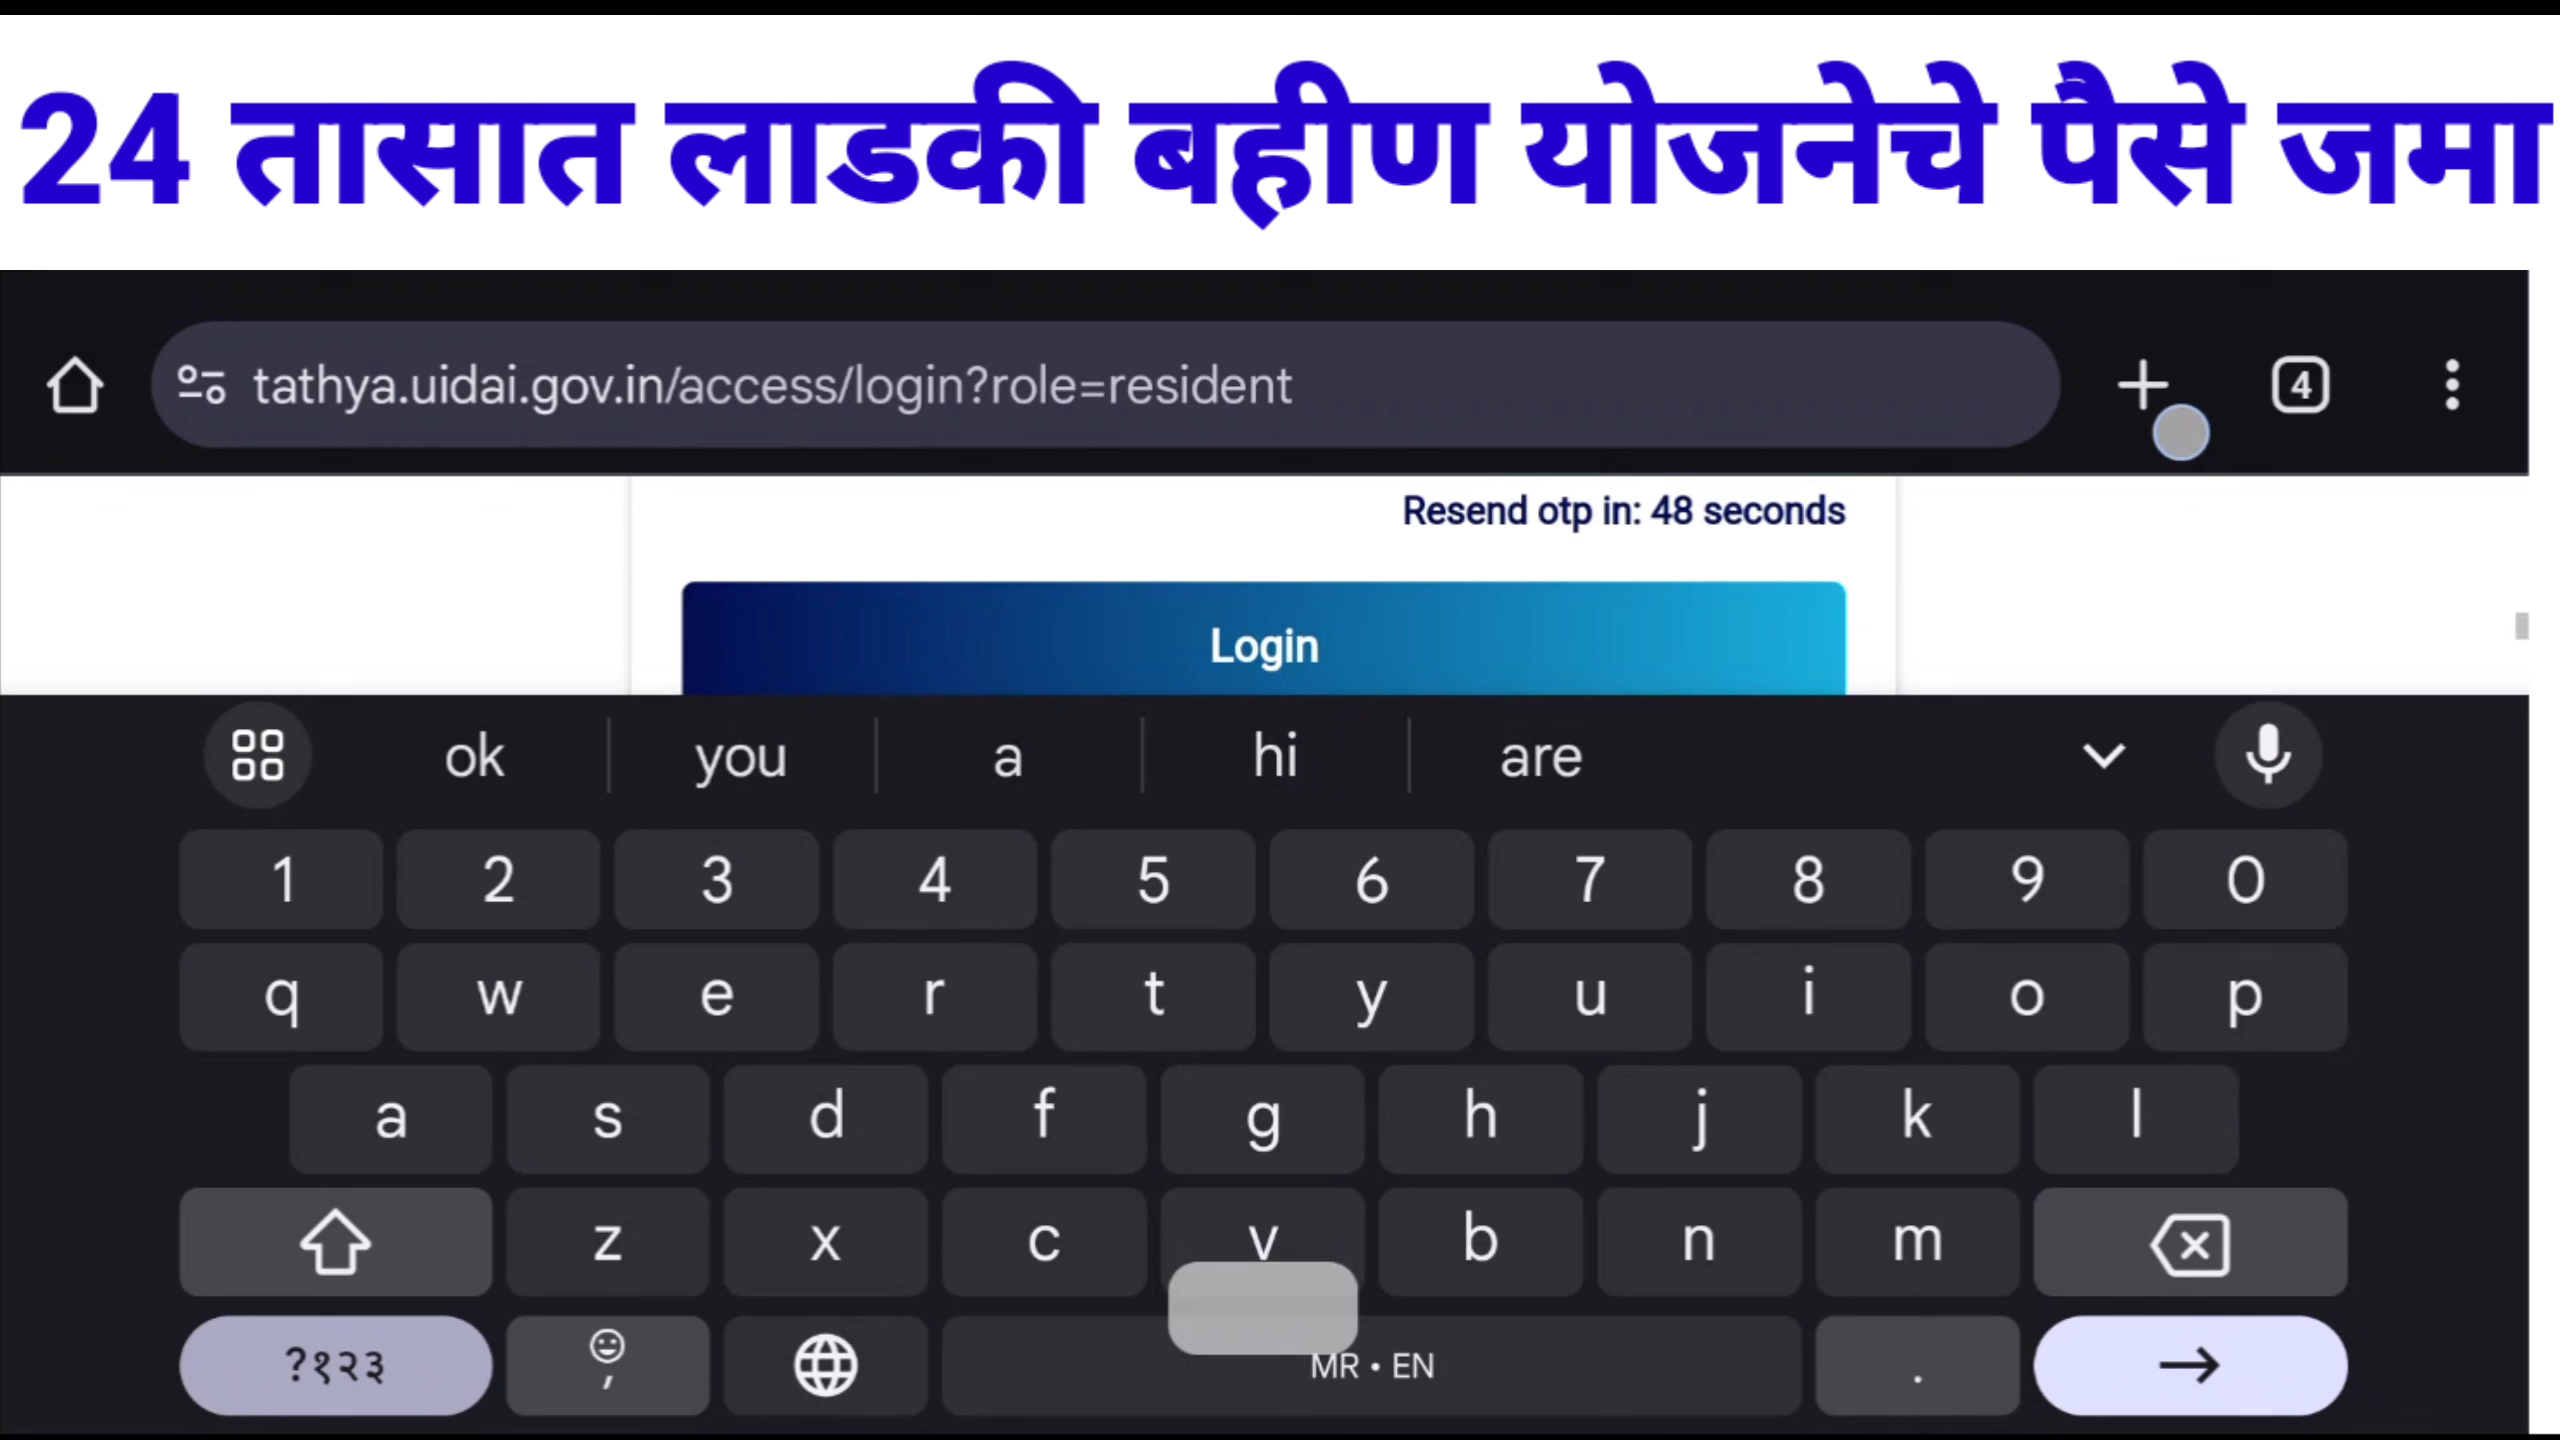 24 तासात लाडकी बहीण योजनेचे पैसे जमा
tathya.uidai.gov.in/access/login?role=resident
4
Resend otp in: 48 seconds
Login
ok you a hi are
1 2 3 4 5 6 7 8 9 0
q w e r t y u i o p
a s d f g h j k l
z x c v b n m
?१२३ , MR • EN .